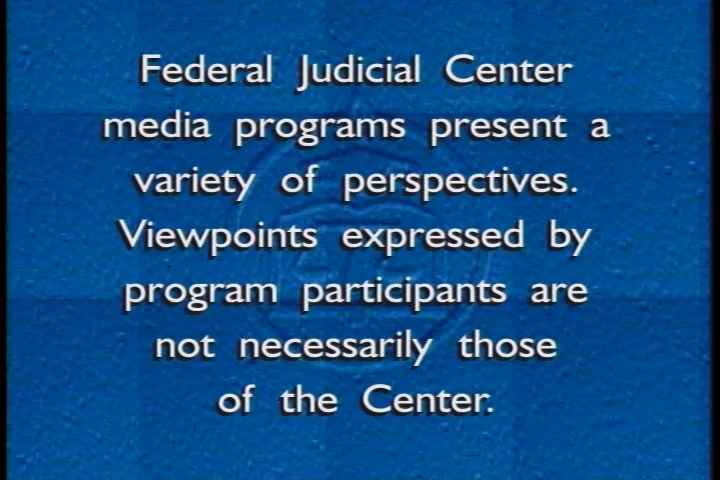 Federal Judicial Center
media programs present a
variety of perspectives.
Viewpoints expressed by
program participants are
not necessarily those
of the Center.